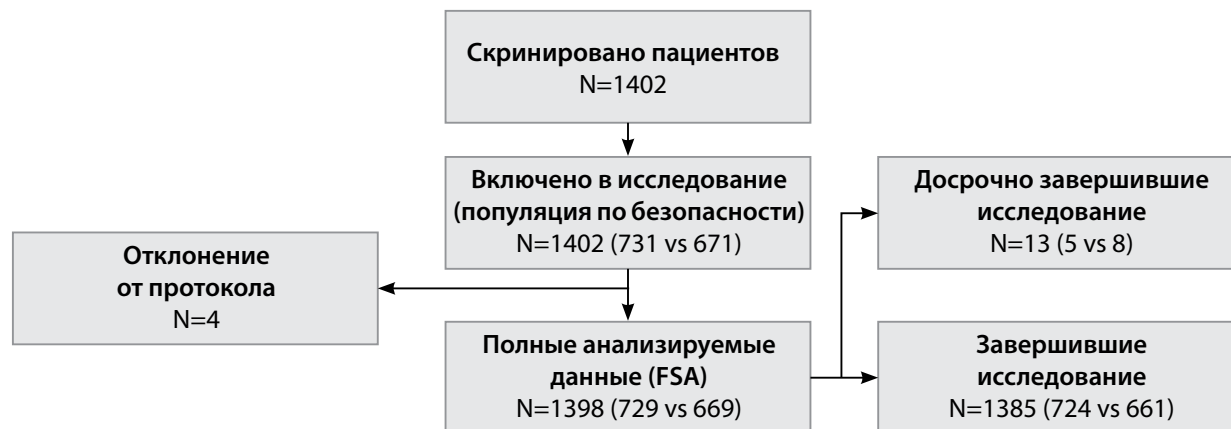 Скринировано пациентов
N=1402
Включено в исследование
(популяция по безопасности)
N=1402 (731 vs 671)
Досрочно завершившие
исследование
N=13 (5 vs 8)
Отклонение
от протокола
N=4
Полные анализируемые
данные (FSA)
N=1398 (729 vs 669)
Завершившие
исследование
N=1385 (724 vs 661)